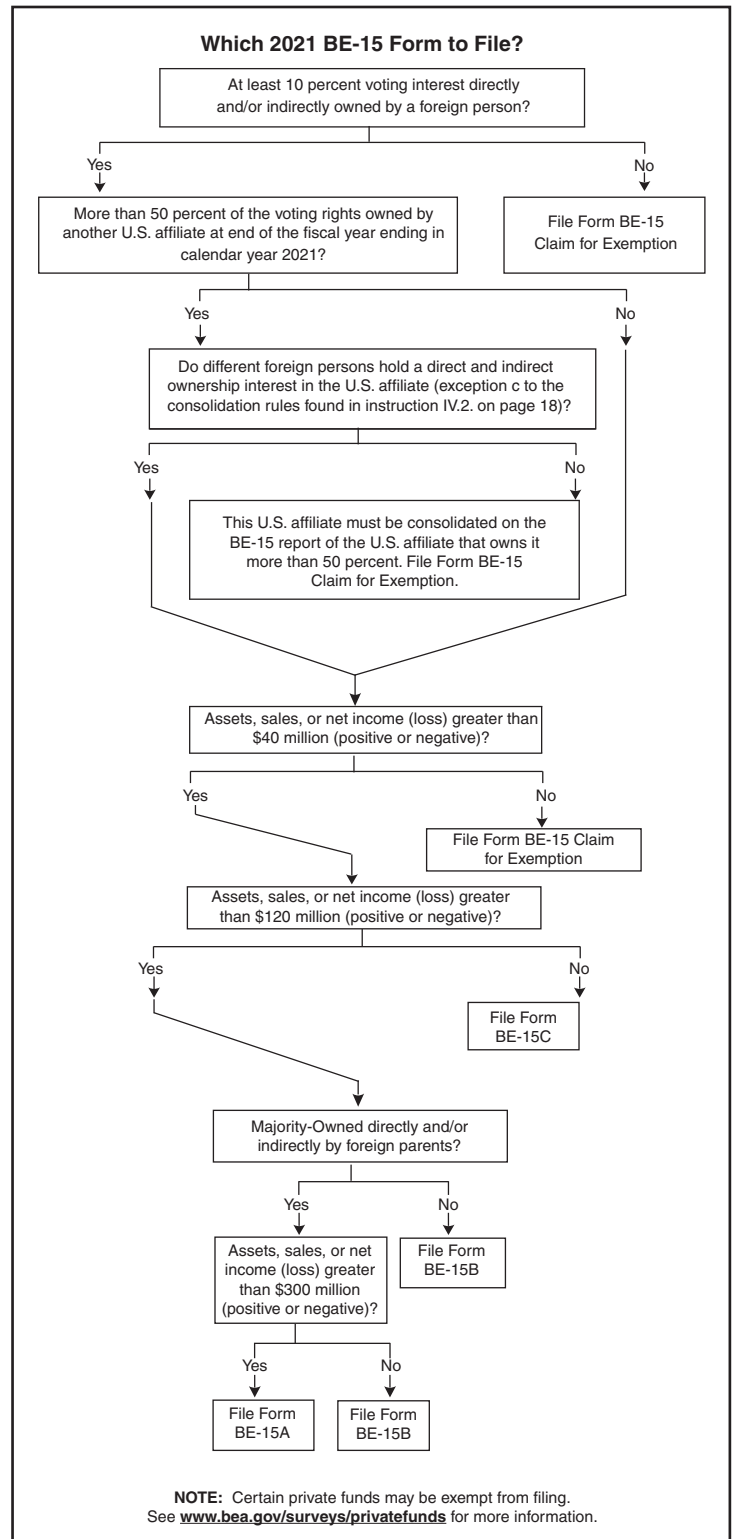 Which 2021 BE-15 Form to File?
At least 10 percent voting interest directly
and/or indirectly owned by a foreign person?
Yes
No
More than 50 percent of the voting rights owned by
another U.S. affiliate at end of the fiscal year ending in
calendar year 2021?
File Form BE-15
Claim for Exemption
Yes
No
Do different foreign persons hold a direct and indirect
ownership interest in the U.S. affiliate (exception c to the
consolidation rules found in instruction IV.2. on page 18)?
Yes
No
This U.S. affiliate must be consolidated on the
BE-15 report of the U.S. affiliate that owns it
more than 50 percent. File Form BE-15
Claim for Exemption.
Assets, sales, or net income (loss) greater than
$40 million (positive or negative)?
Yes
No
File Form BE-15 Claim
for Exemption
Assets, sales, or net income (loss) greater
than $120 million (positive or negative)?
Yes
No
File Form
BE-15C
Majority-Owned directly and/or
indirectly by foreign parents?
Yes
No
Assets, sales, or net
income (loss) greater
than $300 million
(positive or negative)?
File Form
BE-15B
Yes
No
File Form
BE-15A
File Form
BE-15B
NOTE: Certain private funds may be exempt from filing.
See www.bea.gov/surveys/privatefunds for more information.